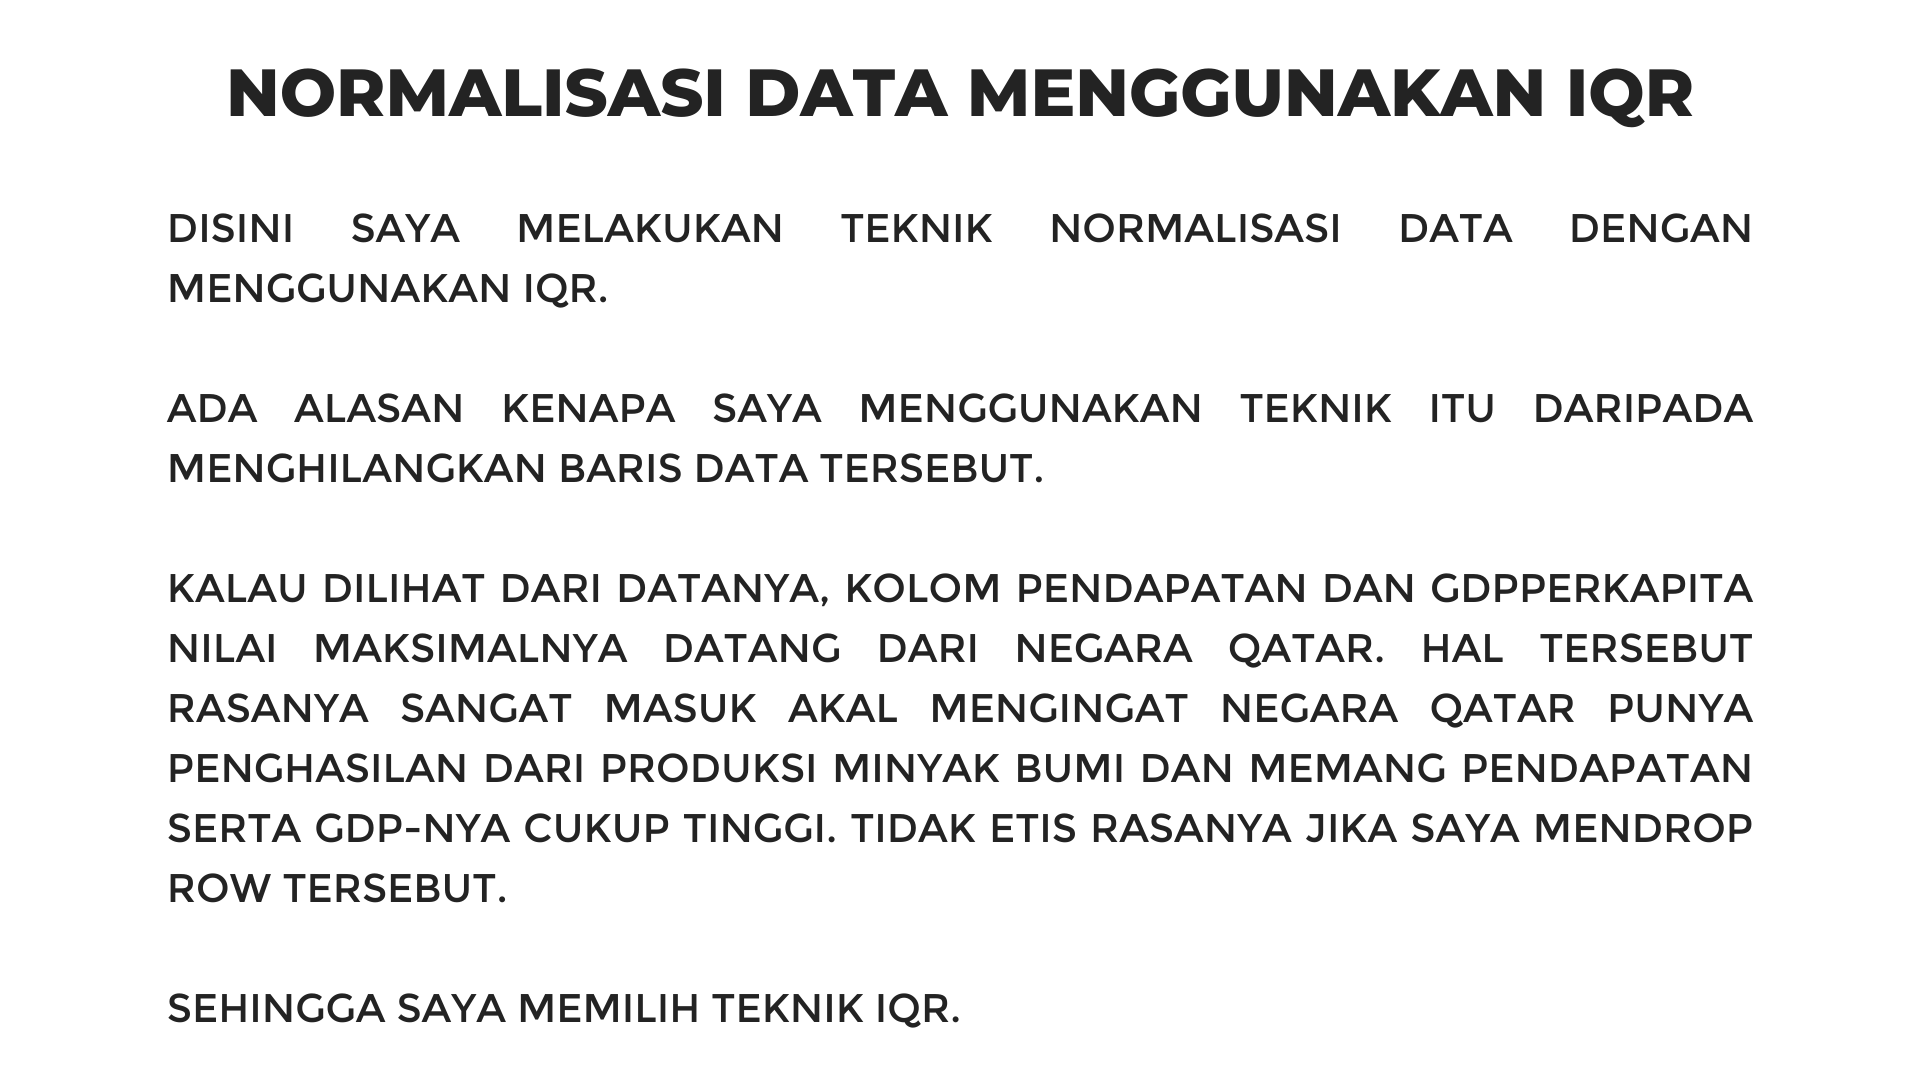 NORMALISASI DATA MENGGUNAKAN IQR
DISINI SAYA MELAKUKAN TEKNIK NORMALISASI DATA DENGAN
MENGGUNAKAN IQR.
ADA ALASAN KENAPA SAYA MENGGUNAKAN TEKNIK ITU DARIPADA
MENGHILANGKAN BARIS DATA TERSEBUT.
KALAU DILIHAT DARI DATANYA, KOLOM PENDAPATAN DAN GDPPERKAPITA
NILAI MAKSIMALNYA DATANG DARI NEGARA QATAR. HAL TERSEBUT
RASANYA SANGAT MASUK AKAL MENGINGAT NEGARA QATAR PUNYA
PENGHASILAN DARI PRODUKSI MINYAK BUMI DAN MEMANG PENDAPATAN
SERTA GDP-NYA CUKUP TINGGI. TIDAK ETIS RASANYA JIKA SAYA MENDROP
ROW TERSEBUT.
SEHINGGA SAYA MEMILIH TEKNIK IQR.